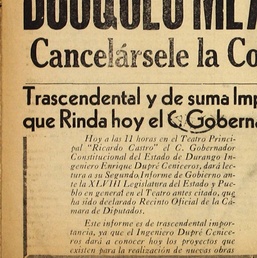 BOSQUEJO MEX
Cancelársele la Co
Trascendental y de suma Imp
que Rinda hoy el C. Goberna
Hoy a las 11 horas en el Teatro Princi-
pal "Ricardo Castro" el C. Gobernador
Constitucional del Estado de Durango In-
geniero Enrique Dupré Ceniceros, dará lec-
tura a su Segundo. Informe de Gobierno an-
te la XLVIII Legislatura del Estado y Pue-
blo en general en el Teatro antes citado, que
ha sido declarado Recinto Oficial de la Cá-
mara de Diputados.
Este informe es de trascendental impor-
tancia, ya que el Ingeniero Dupré Cenice-
ros dará a conocer hoy los proyectos que
existen para la realización de nuevas obras